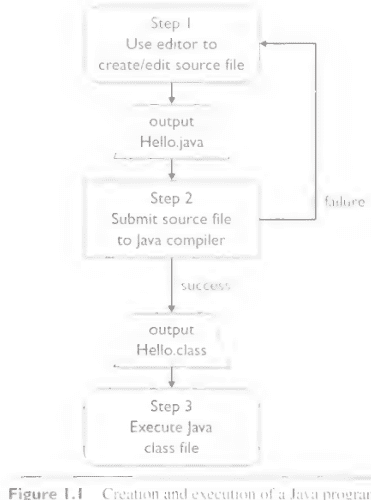 Step 1
Use editor to
create/edit source file
output
Hello.java
Step 2
Submit source file
to Java compiler
failure
success
output
Hello.class
Step 3
Execute Java
class file
Figure 1.1 Creation and execution of a Java program